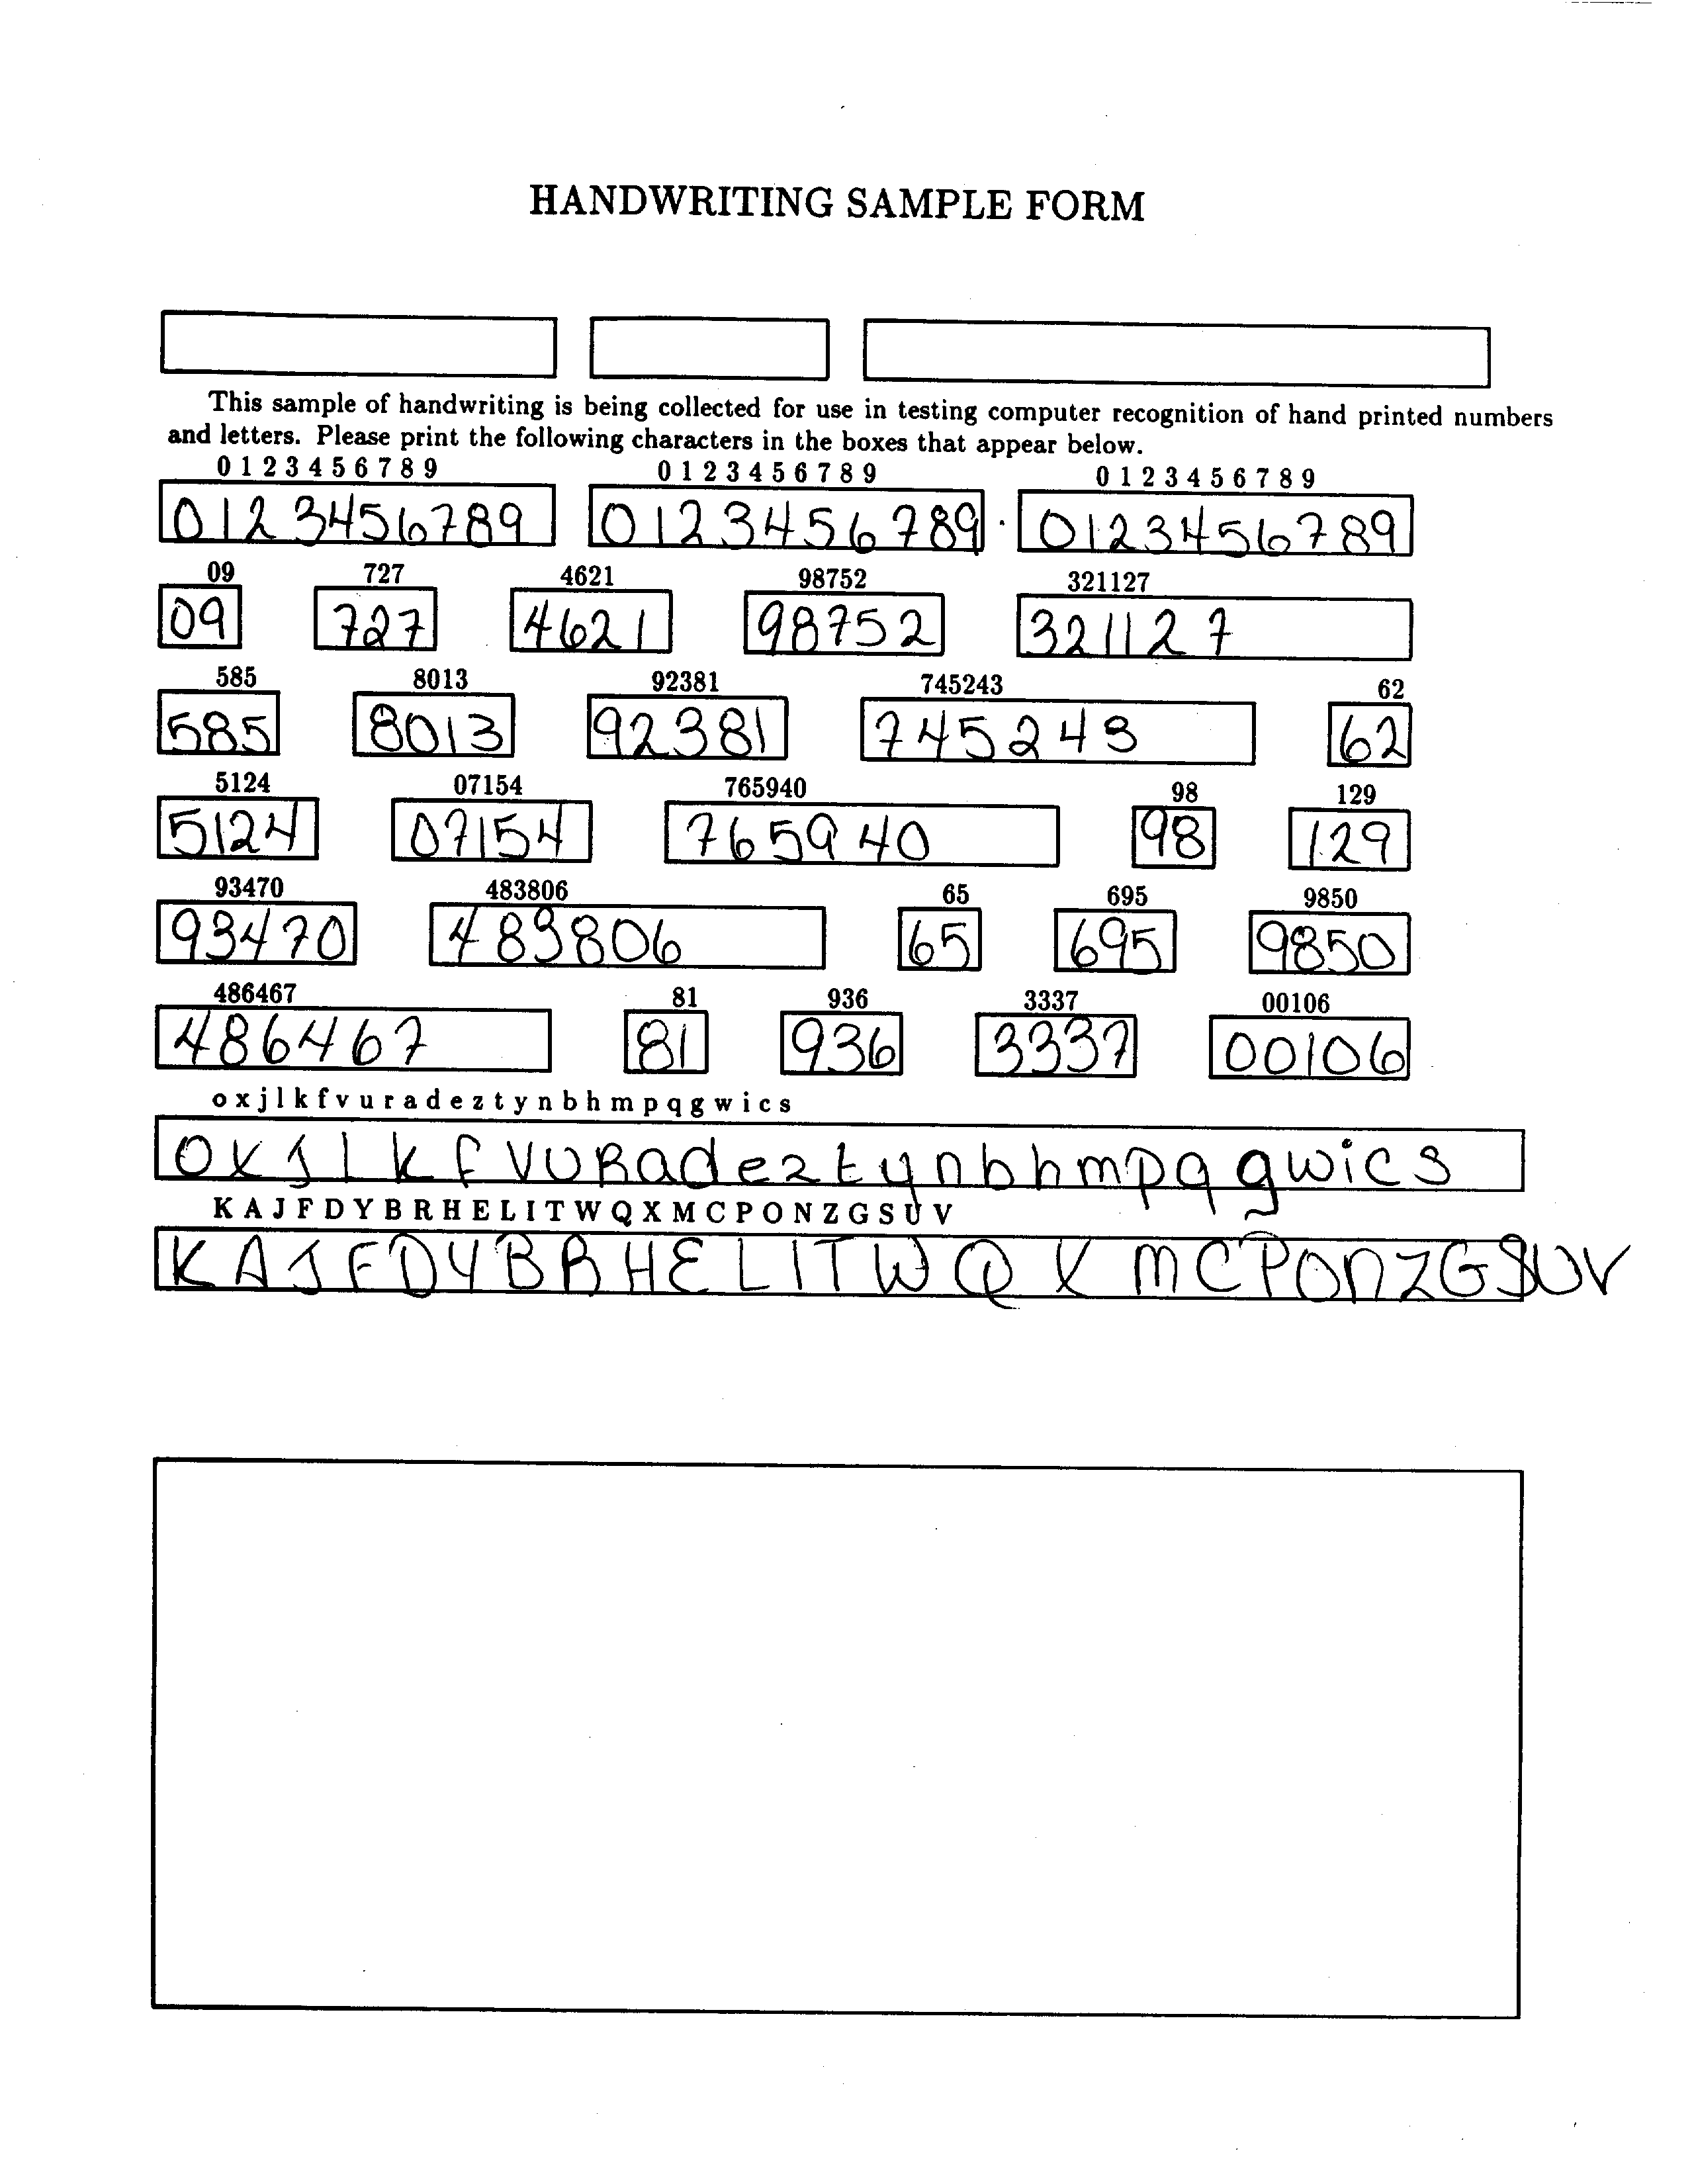 HANDWRITING SAMPLE FORM
This sample of handwriting is being collected for use in testing computer recognition of hand printed numbers
and letters. Please print the following characters in the boxes that appear below.
0 1 2 3 4 5 6 7 8 9 0 1 2 3 4 5 6 7 8 9 0 1 2 3 4 5 6 7 8 9
0123456789 0123456789 0123456789
09 727 4621 98752 321127
09 727 4621 98752 321127
585 8013 92381 745243 62
585 8013 92381 745243 62
5124 07154 765940 98 129
5124 07154 765940 98 129
93470 483806 65 695 9850
93470 483806 65 695 9850
486467 81 936 3337 00106
486467 81 936 3337 00106
o x j l k f v u r a d e z t y n b h m p q g w i c s
o x j l k f v u R a d e z t y n b h m p q g w i c s
K A J F D Y B R H E L I T W Q X M C P O N Z G S U V
K A J F D Y B R H E L I T W Q X M C P O N Z G S U V